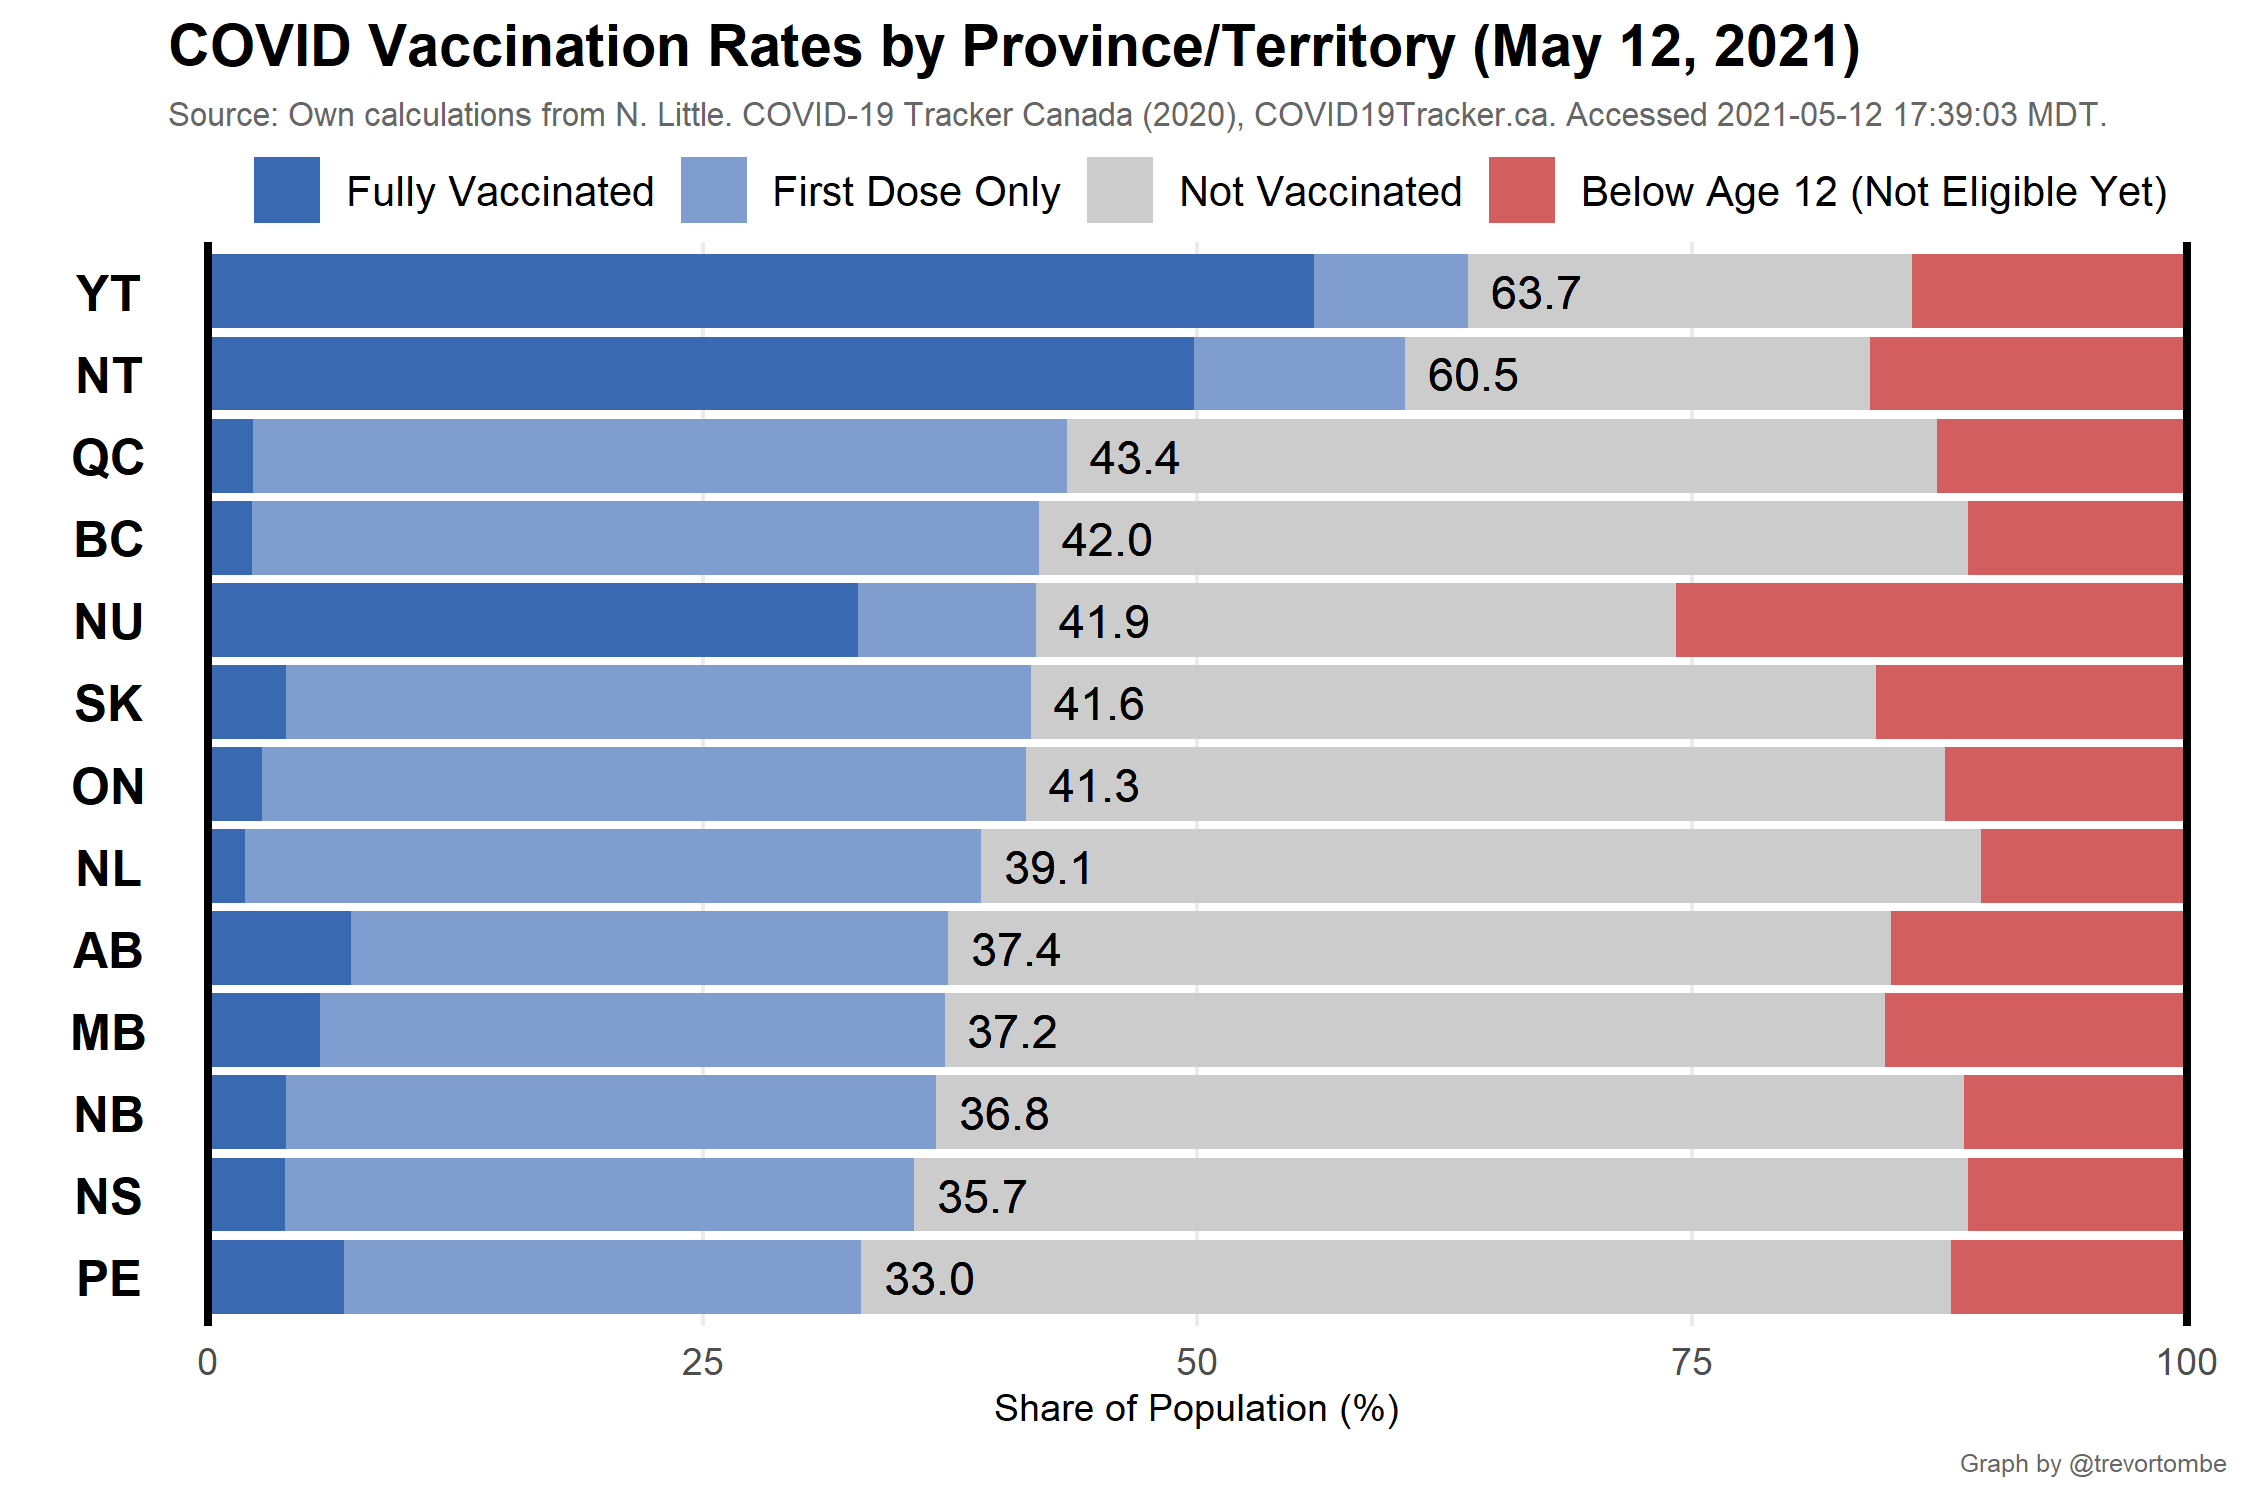 COVID Vaccination Rates by Province/Territory (May 12, 2021)
Source: Own calculations from N. Little. COVID-19 Tracker Canada (2020), COVID19Tracker.ca. Accessed 2021-05-12 17:39:03 MDT.
Fully Vaccinated First Dose Only Not Vaccinated Below Age 12 (Not Eligible Yet)
YT 63.7
NT 60.5
QC 43.4
BC 42.0
NU 41.9
SK 41.6
ON 41.3
NL 39.1
AB 37.4
MB 37.2
NB 36.8
NS 35.7
PE 33.0
0 25 50 75 100
Share of Population (%)
Graph by @trevortombe